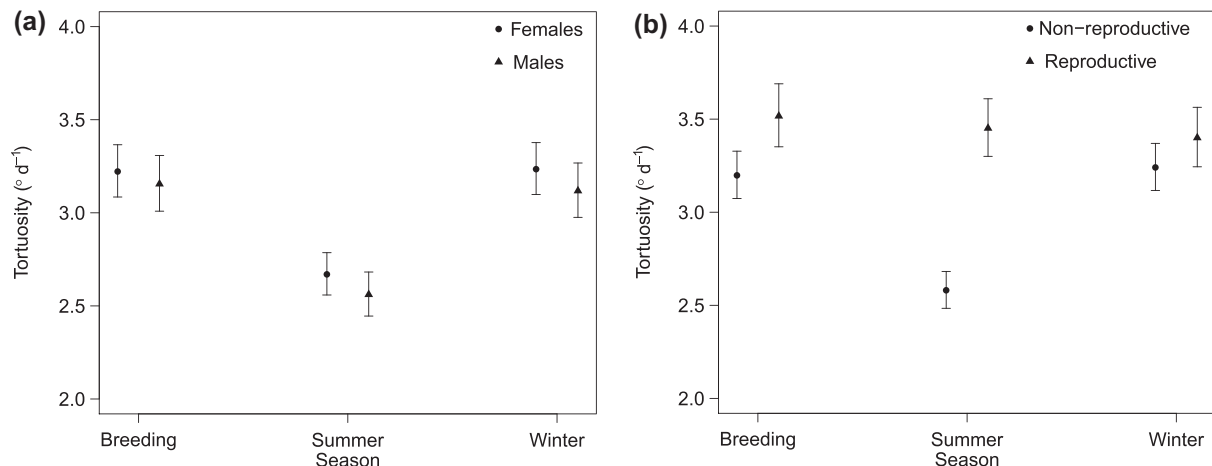 (a)
Females
Males
4.0
3.5
3.0
2.5
2.0
Tortuosity (° d−1)
Breeding
Summer
Winter
Season
(b)
Non−reproductive
Reproductive
4.0
3.5
3.0
2.5
2.0
Tortuosity (° d−1)
Breeding
Summer
Winter
Season